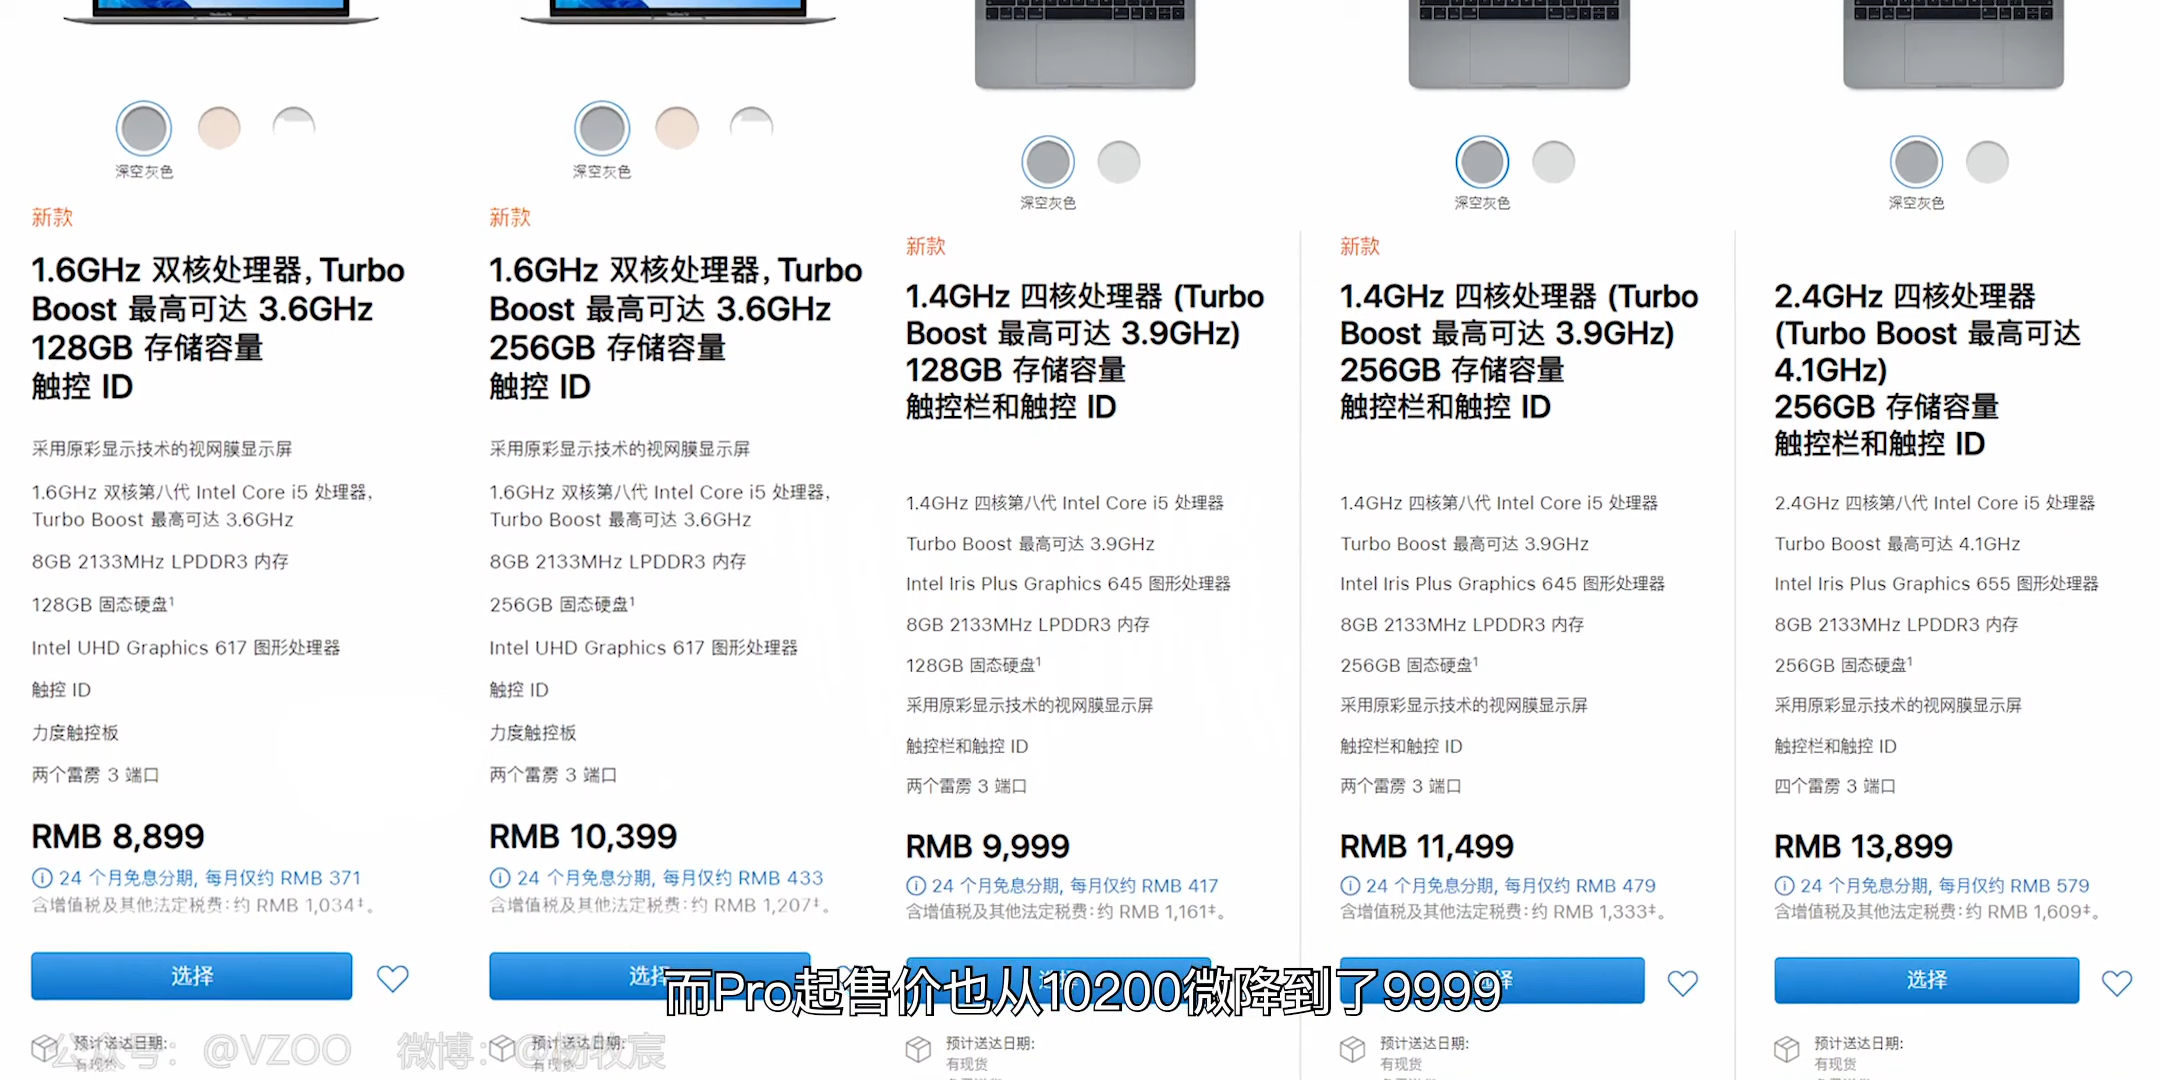 深空灰色
新款
1.6GHz 双核处理器, Turbo
Boost 最高可达 3.6GHz
128GB 存储容量
触控 ID
采用原彩显示技术的视网膜显示屏
1.6GHz 双核第八代 Intel Core i5 处理器,
Turbo Boost 最高可达 3.6GHz
8GB 2133MHz LPDDR3 内存
128GB 固态硬盘¹
Intel UHD Graphics 617 图形处理器
触控 ID
力度触控板
两个雷雳 3 端口
RMB 8,899
24 个月免息分期, 每月仅约 RMB 371
含增值税及其他法定税费:约 RMB 1,034‡。
选择
预计送达日期:
有现货
深空灰色
新款
1.6GHz 双核处理器, Turbo
Boost 最高可达 3.6GHz
256GB 存储容量
触控 ID
采用原彩显示技术的视网膜显示屏
1.6GHz 双核第八代 Intel Core i5 处理器,
Turbo Boost 最高可达 3.6GHz
8GB 2133MHz LPDDR3 内存
256GB 固态硬盘¹
Intel UHD Graphics 617 图形处理器
触控 ID
力度触控板
两个雷雳 3 端口
RMB 10,399
24 个月免息分期, 每月仅约 RMB 433
含增值税及其他法定税费:约 RMB 1,207‡。
选择
预计送达日期:
有现货
深空灰色
新款
1.4GHz 四核处理器 (Turbo
Boost 最高可达 3.9GHz)
128GB 存储容量
触控栏和触控 ID
1.4GHz 四核第八代 Intel Core i5 处理器
Turbo Boost 最高可达 3.9GHz
Intel Iris Plus Graphics 645 图形处理器
8GB 2133MHz LPDDR3 内存
128GB 固态硬盘¹
采用原彩显示技术的视网膜显示屏
触控栏和触控 ID
两个雷雳 3 端口
RMB 9,999
24 个月免息分期, 每月仅约 RMB 417
含增值税及其他法定税费:约 RMB 1,161‡。
选择
预计送达日期:
有现货
深空灰色
新款
1.4GHz 四核处理器 (Turbo
Boost 最高可达 3.9GHz)
256GB 存储容量
触控栏和触控 ID
1.4GHz 四核第八代 Intel Core i5 处理器
Turbo Boost 最高可达 3.9GHz
Intel Iris Plus Graphics 645 图形处理器
8GB 2133MHz LPDDR3 内存
256GB 固态硬盘¹
采用原彩显示技术的视网膜显示屏
触控栏和触控 ID
两个雷雳 3 端口
RMB 11,499
24 个月免息分期, 每月仅约 RMB 479
含增值税及其他法定税费:约 RMB 1,333‡。
选择
预计送达日期:
有现货
深空灰色
2.4GHz 四核处理器
(Turbo Boost 最高可达
4.1GHz)
256GB 存储容量
触控栏和触控 ID
2.4GHz 四核第八代 Intel Core i5 处理器
Turbo Boost 最高可达 4.1GHz
Intel Iris Plus Graphics 655 图形处理器
8GB 2133MHz LPDDR3 内存
256GB 固态硬盘¹
采用原彩显示技术的视网膜显示屏
触控栏和触控 ID
四个雷雳 3 端口
RMB 13,899
24 个月免息分期, 每月仅约 RMB 579
含增值税及其他法定税费:约 RMB 1,609‡。
选择
预计送达日期:
有现货
而Pro起售价也从10200微降到了9999
公众号: @VZOO 微博: @杨牧宸